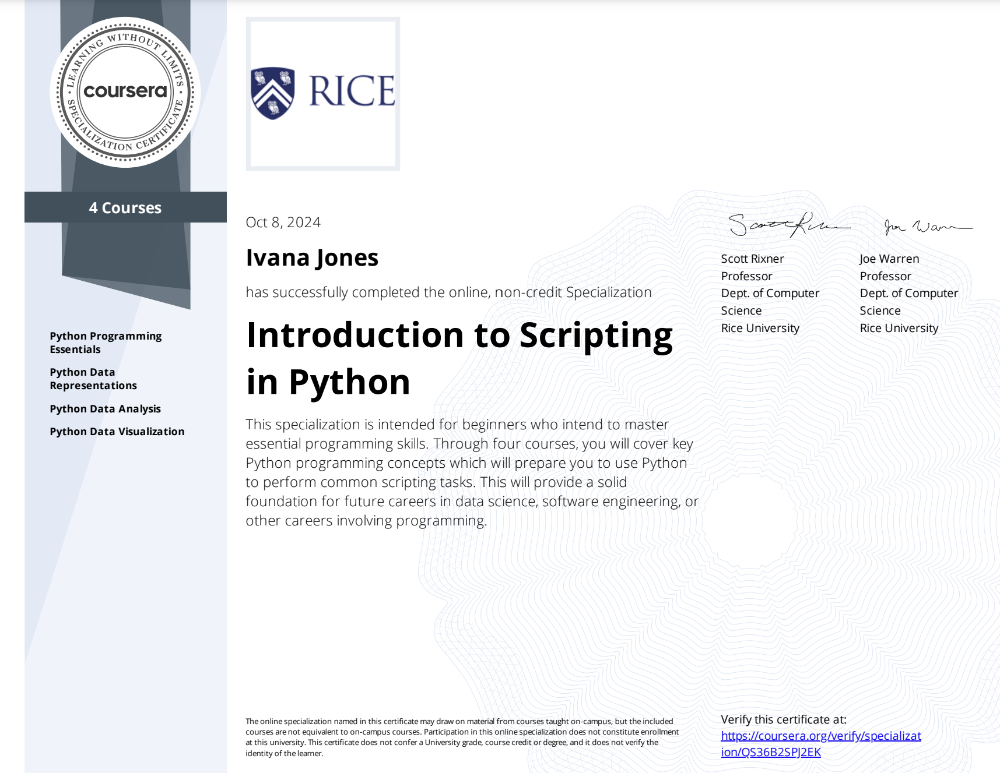 LEARNING WITHOUT LIMITS
coursera
SPECIALIZATION CERTIFICATE
RICE
4 Courses
Python Programming
Essentials
Python Data
Representations
Python Data Analysis
Python Data Visualization
Oct 8, 2024
Ivana Jones
has successfully completed the online, non-credit Specialization
Introduction to Scripting
in Python
This specialization is intended for beginners who intend to master
essential programming skills. Through four courses, you will cover key
Python programming concepts which will prepare you to use Python
to perform common scripting tasks. This will provide a solid
foundation for future careers in data science, software engineering, or
other careers involving programming.
Scott Rixner
Professor
Dept. of Computer
Science
Rice University
Joe Warren
Professor
Dept. of Computer
Science
Rice University
The online specialization named in this certificate may draw on material from courses taught on-campus, but the included
courses are not equivalent to on-campus courses. Participation in this online specialization does not constitute enrollment
at this university. This certificate does not confer a University grade, course credit or degree, and it does not verify the
identity of the learner.
Verify this certificate at:
https://coursera.org/verify/specializat
ion/QS36B2SPJ2EK